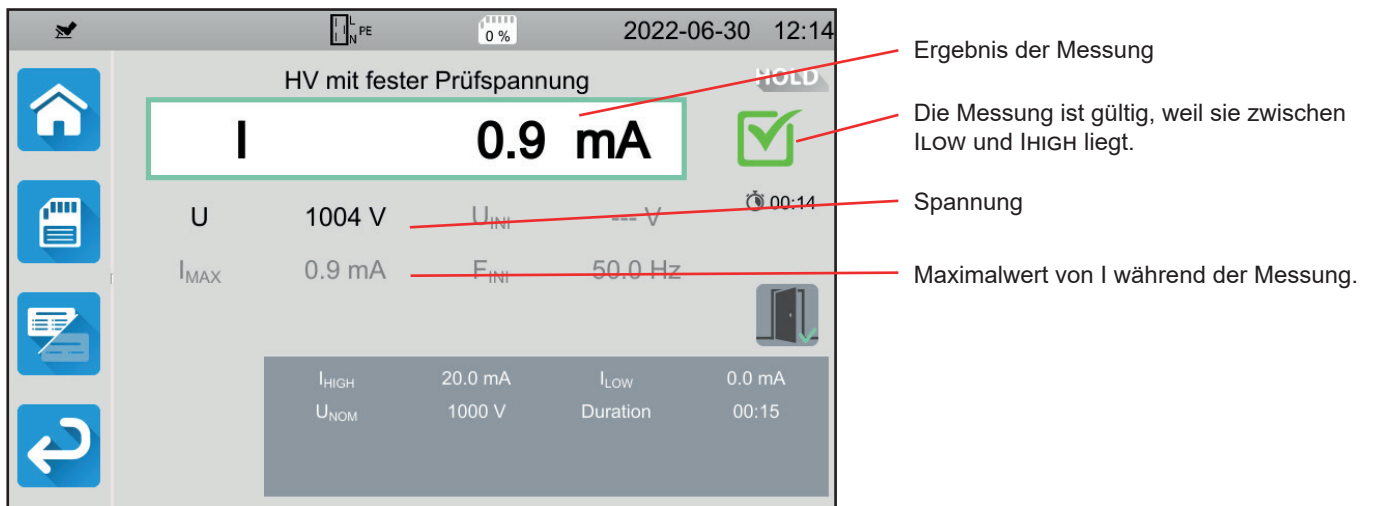 L
N PE
0 %
2022-06-30 12:14
HV mit fester Prüfspannung
HOLD
I 0.9 mA
00:14
U 1004 V UINI --- V
IMAX 0.9 mA FINI 50.0 Hz
IHIGH 20.0 mA ILOW 0.0 mA
UNOM 1000 V Duration 00:15
Ergebnis der Messung
Die Messung ist gültig, weil sie zwischen
ILOW und IHIGH liegt.
Spannung
Maximalwert von I während der Messung.